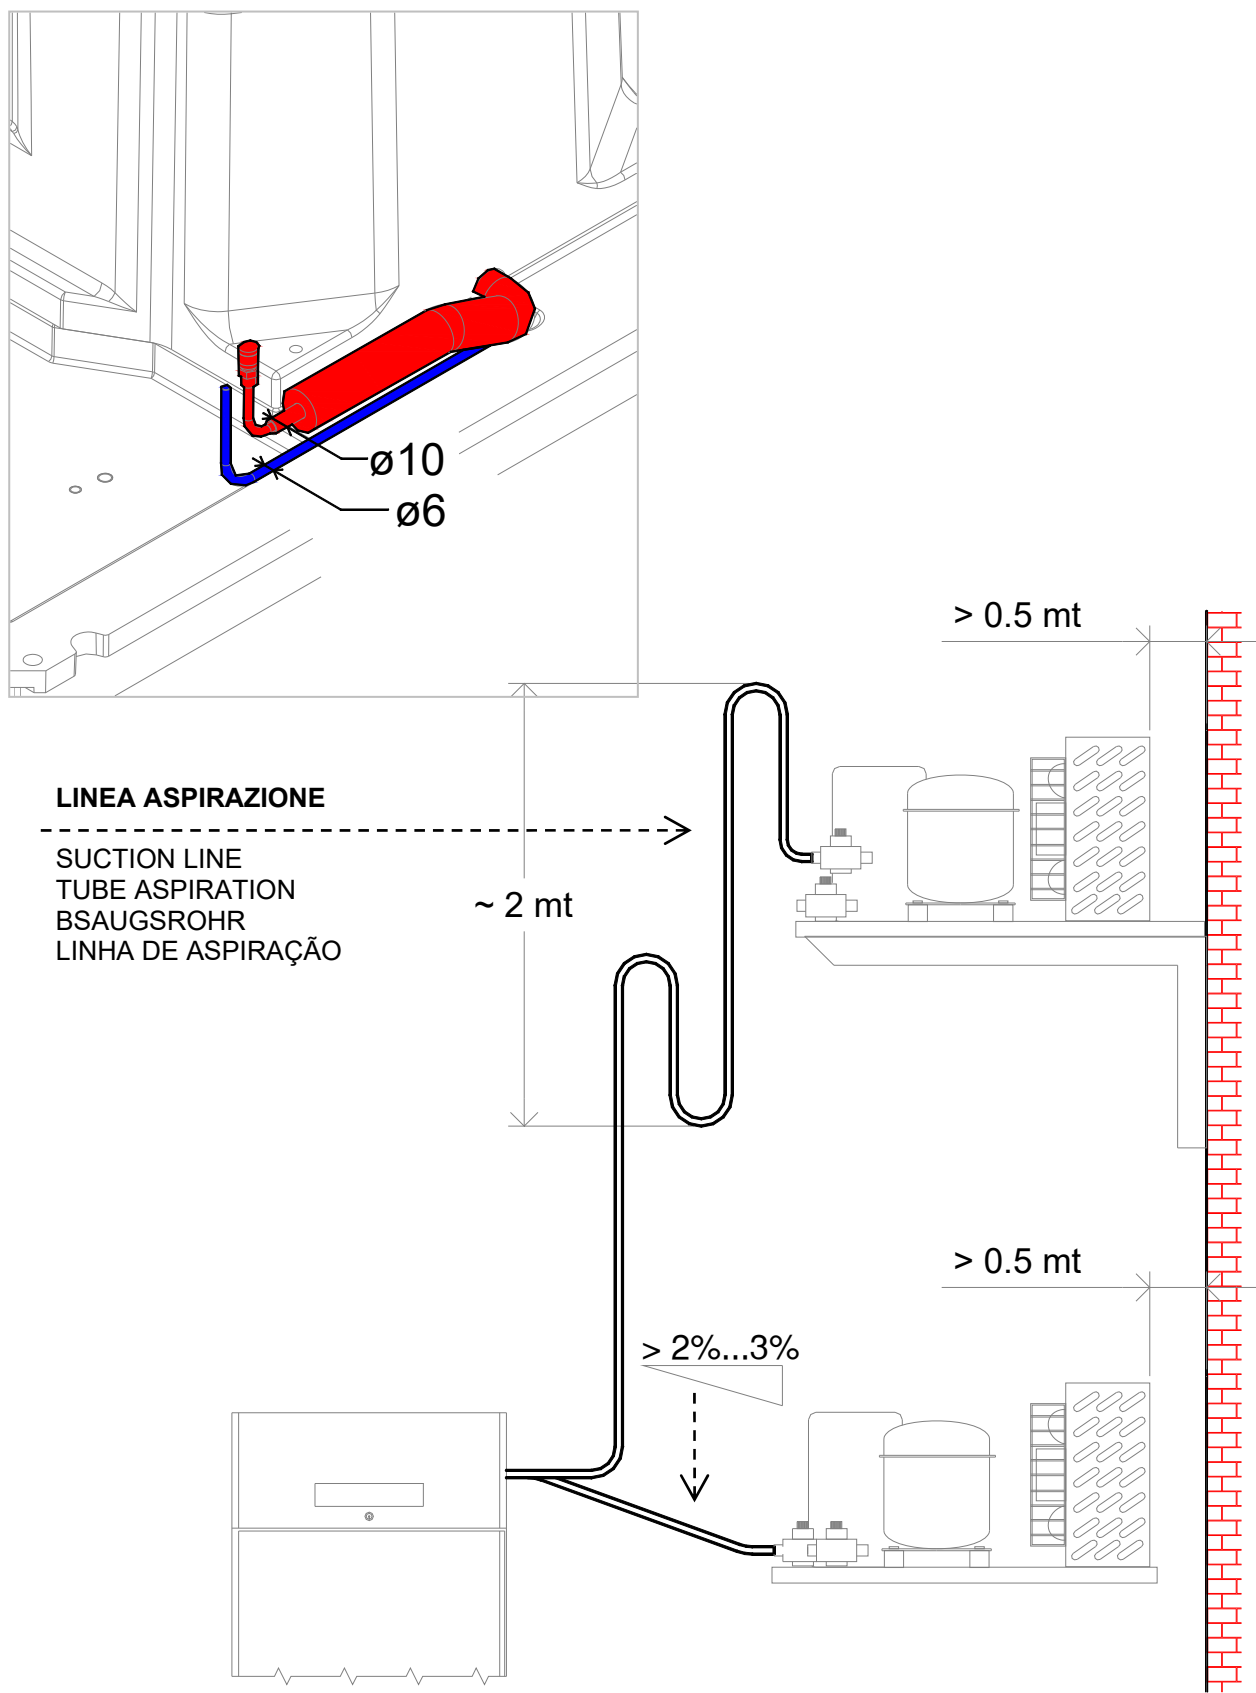 ø10
ø6
> 0.5 mt
LINEA ASPIRAZIONE
SUCTION LINE
TUBE ASPIRATION
BSAUGSROHR
LINHA DE ASPIRAÇÃO
~ 2 mt
> 0.5 mt
> 2%...3%